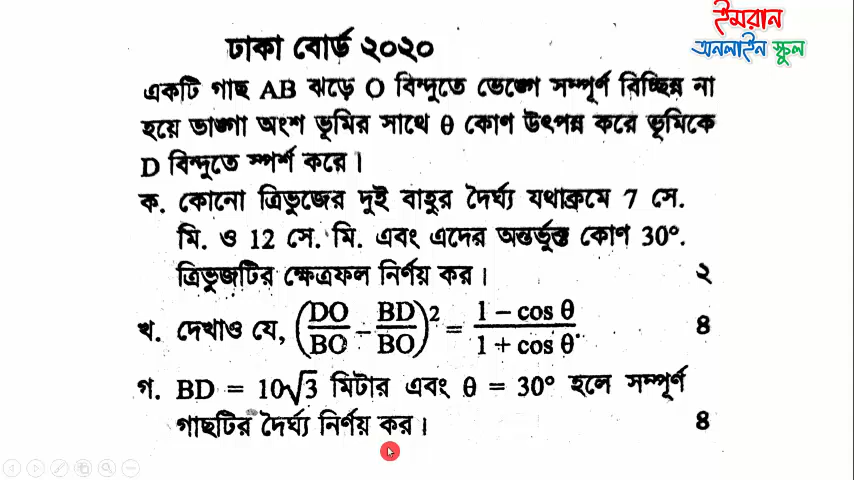 ইমরান
অনলাইন স্কুল
ঢাকা বোর্ড ২০২০
একটি গাছ AB ঝড়ে O বিন্দুতে ভেঙ্গে সম্পূর্ণ বিচ্ছিন্ন না
হয়ে ভাঙ্গা অংশ ভূমির সাথে θ কোণ উৎপন্ন করে ভূমিকে
D বিন্দুতে স্পর্শ করে।
ক. কোনো ত্রিভুজের দুই বাহুর দৈর্ঘ্য যথাক্রমে 7 সে.
মি. ও 12 সে. মি. এবং এদের অন্তর্ভুক্ত কোণ 30°.
ত্রিভুজটির ক্ষেত্রফল নির্ণয় কর। ২
খ. দেখাও যে, (DO/BO − BD/BO)² = (1 − cos θ)/(1 + cos θ). ৪
গ. BD = 10√3 মিটার এবং θ = 30° হলে সম্পূর্ণ
গাছটির দৈর্ঘ্য নির্ণয় কর। ৪